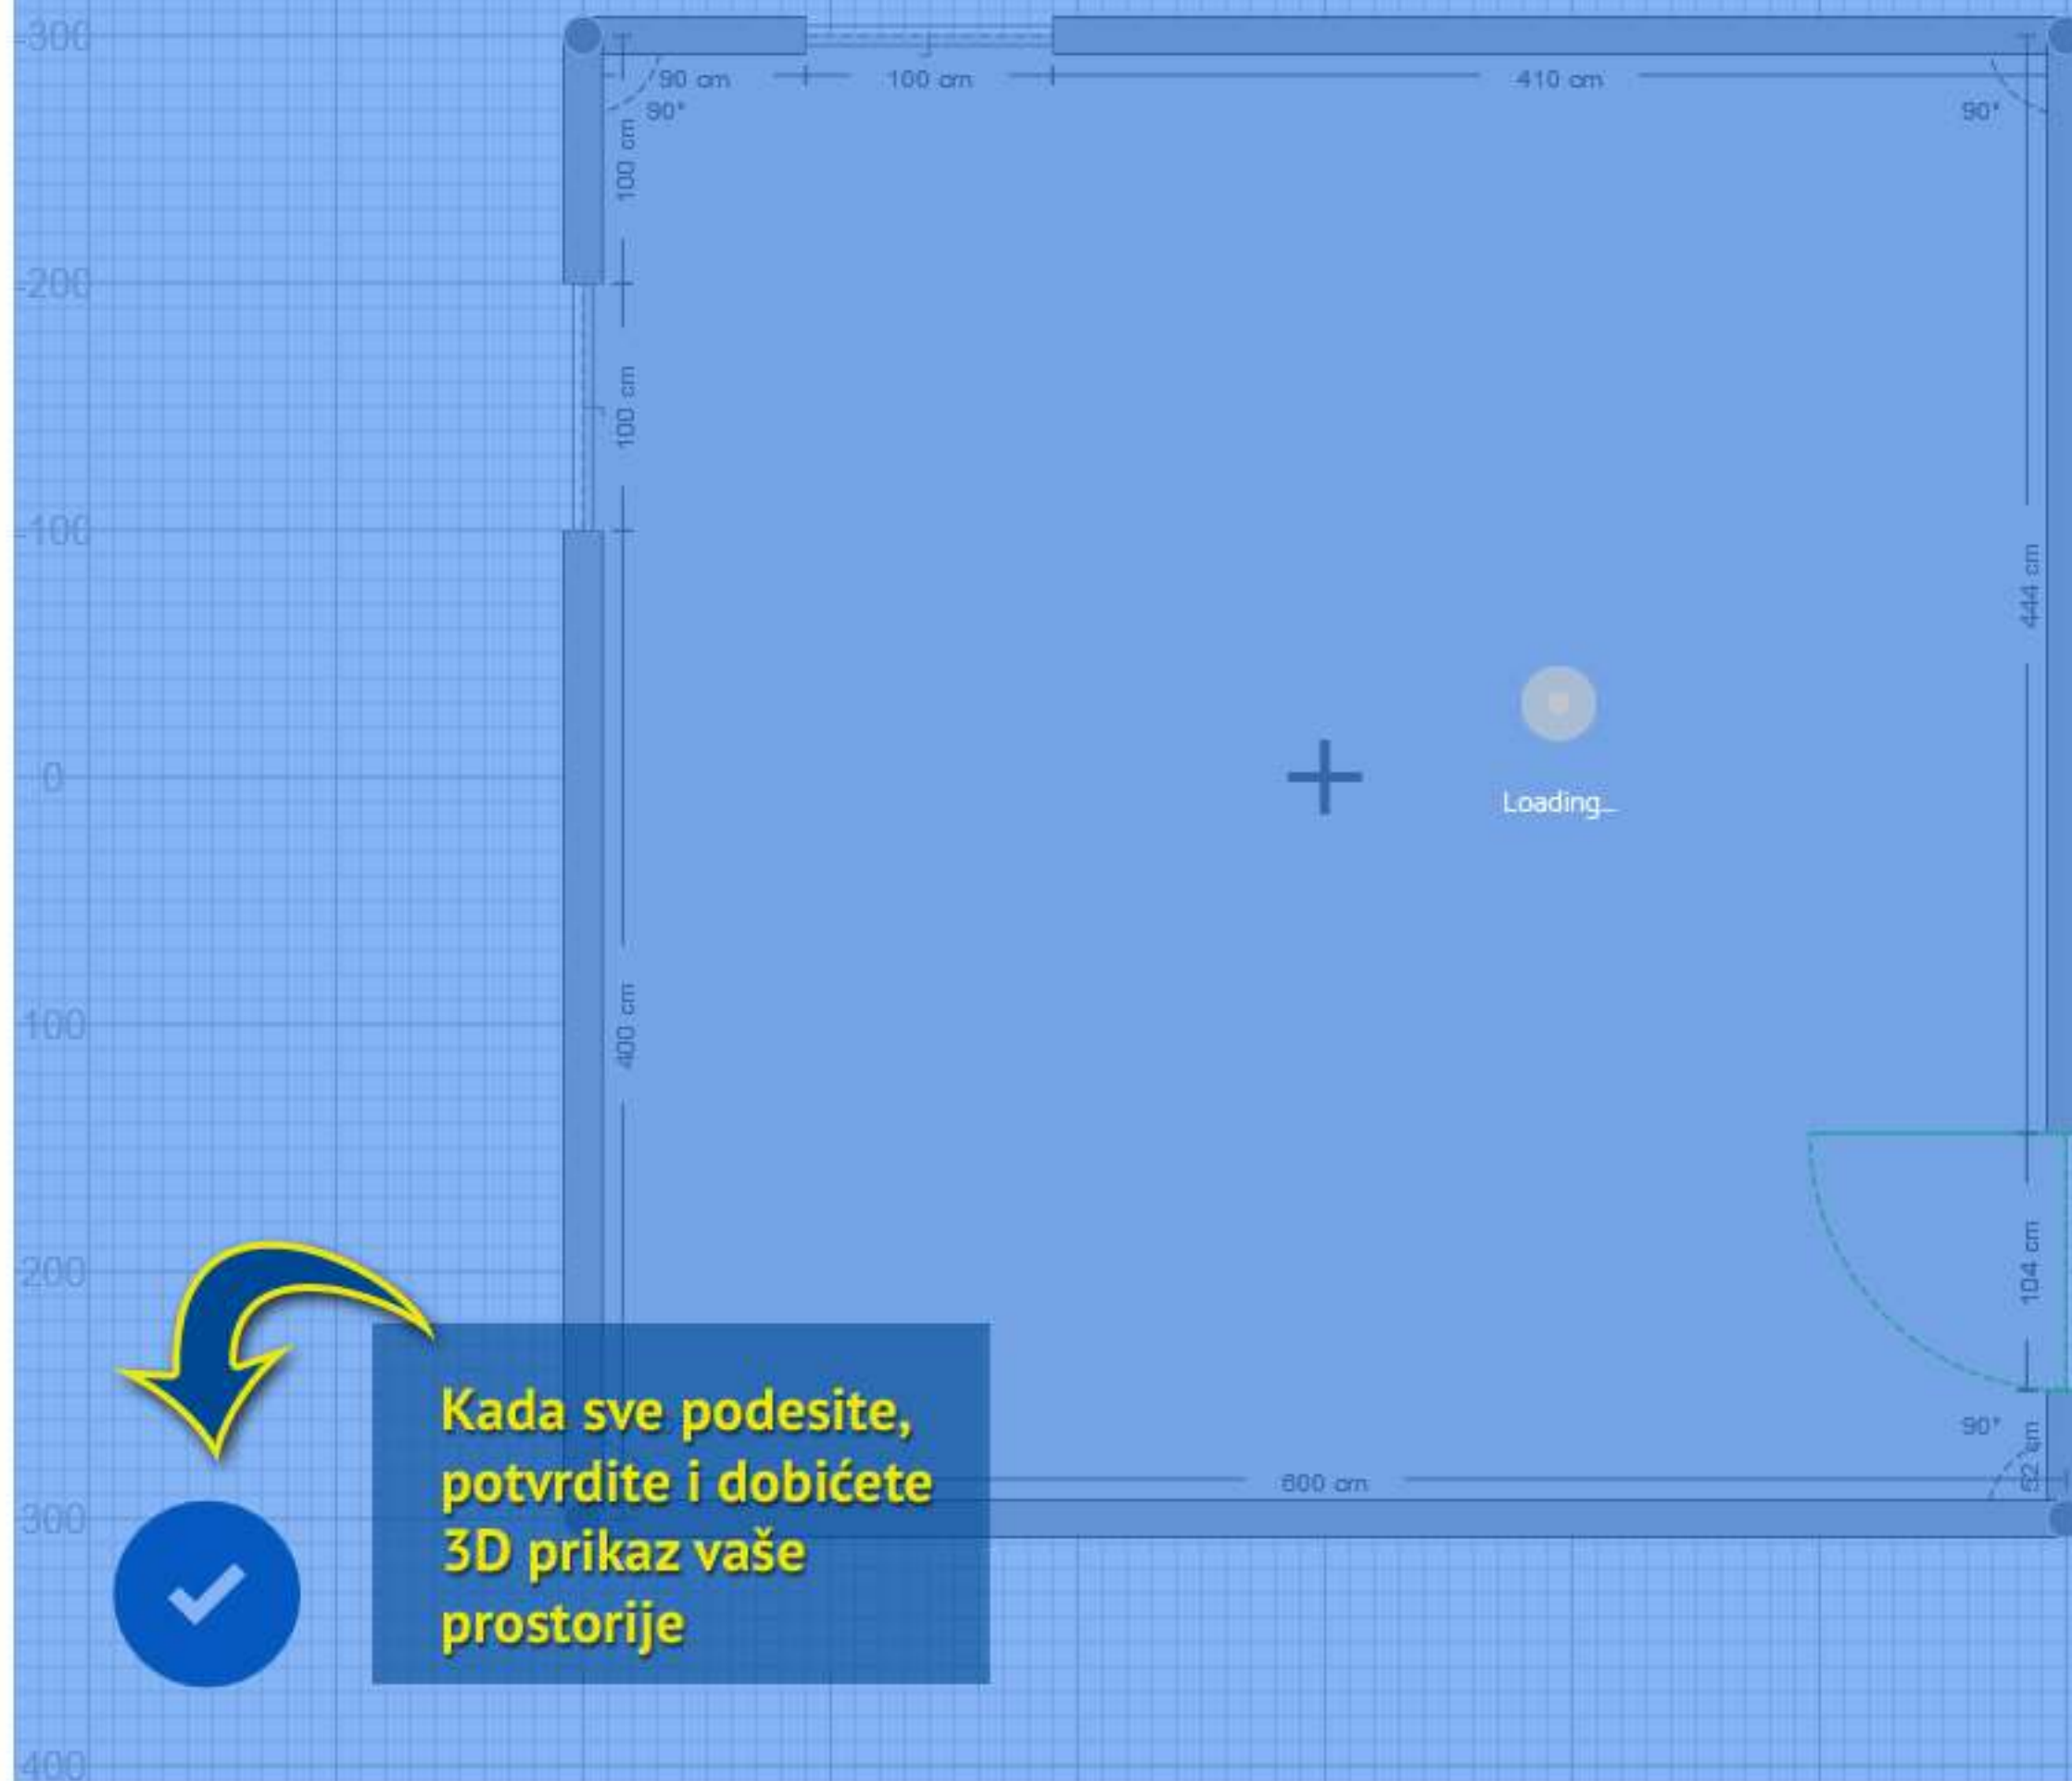 -300
90 cm
100 cm
410 cm
90°
90°
100 cm
-200
100 cm
-100
444 cm
0
Loading...
100
400 cm
200
104 cm
Kada sve podesite,
potvrdite i dobićete
3D prikaz vaše
prostorije
90°
52 cm
600 cm
300
400